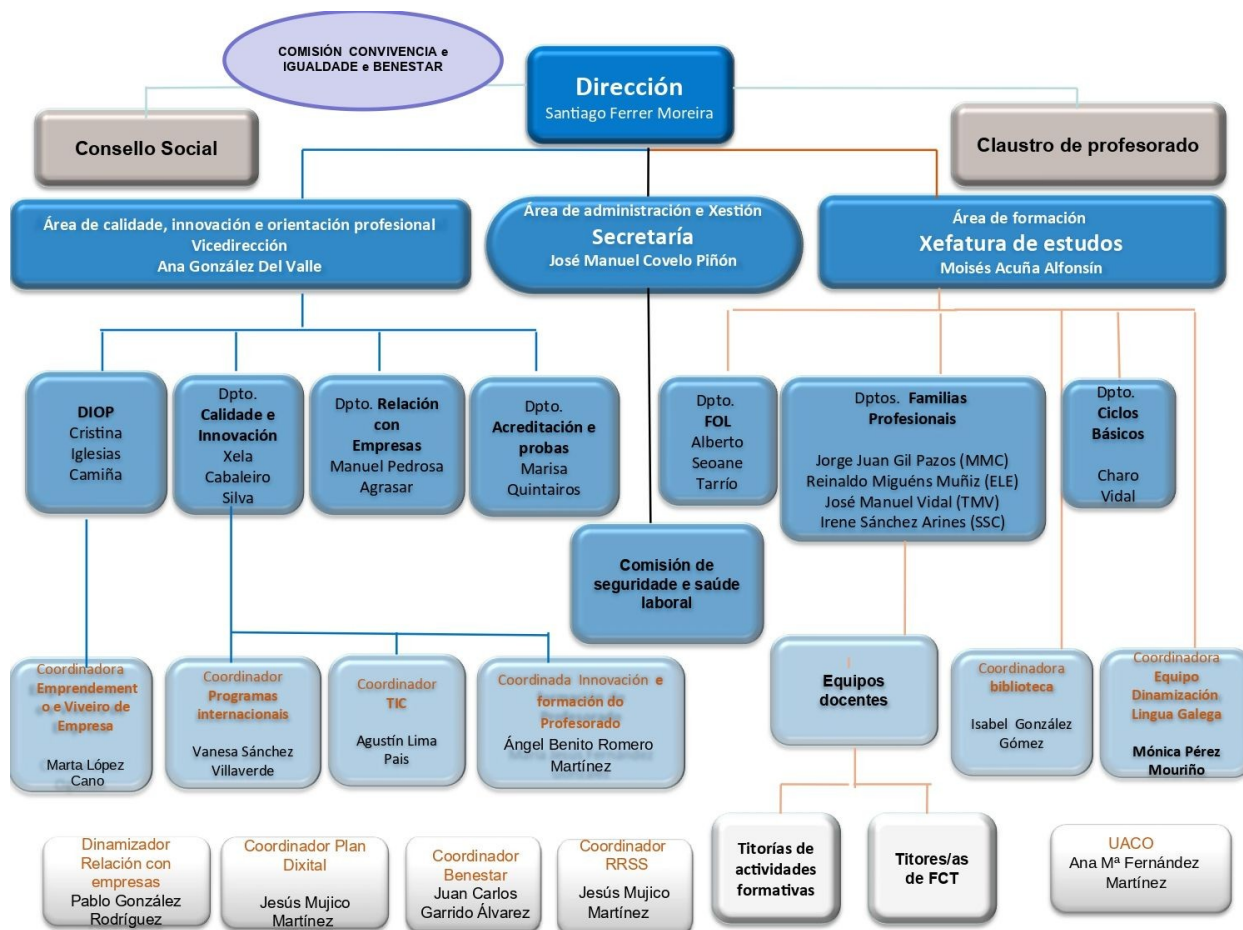 COMISIÓN CONVIVENCIA e
IGUALDADE e BENESTAR
Dirección
Santiago Ferrer Moreira
Consello Social
Claustro de profesorado
Área de calidade, innovación e orientación profesional
Vicedirección
Ana González Del Valle
Área de administración e Xestión
Secretaría
José Manuel Covelo Piñón
Área de formación
Xefatura de estudos
Moisés Acuña Alfonsín
DIOP
Cristina
Iglesias
Camiña
Dpto.
Calidade e
Innovación
Xela
Cabaleiro
Silva
Dpto. Relación
con
Empresas
Manuel Pedrosa
Agrasar
Dpto.
Acreditación e
probas
Marisa
Quintairos
Dpto.
FOL
Alberto
Seoane
Tarrío
Dptos. Familias
Profesionais
Jorge Juan Gil Pazos (MMC)
Reinaldo Miguéns Muñiz (ELE)
José Manuel Vidal (TMV)
Irene Sánchez Arines (SSC)
Dpto.
Ciclos
Básicos
Charo
Vidal
Comisión de
seguridade e saúde
laboral
Coordinadora
Emprendement
o e Viveiro de
Empresa
Marta López
Cano
Coordinador
Programas
internacionais
Vanesa Sánchez
Villaverde
Coordinador
TIC
Agustín Lima
Pais
Coordinada Innovación e
formación do
Profesorado
Ángel Benito Romero
Martínez
Equipos
docentes
Coordinadora
biblioteca
Isabel González
Gómez
Coordinadora
Equipo
Dinamización
Lingua Galega
Mónica Pérez
Mouriño
Dinamizador
Relación con
empresas
Pablo González
Rodríguez
Coordinador Plan
Dixital
Jesús Mujico
Martínez
Coordinador
Benestar
Juan Carlos
Garrido Álvarez
Coordinador
RRSS
Jesús Mujico
Martínez
Titorías de
actividades
formativas
Titores/as
de FCT
UACO
Ana Mª Fernández
Martínez